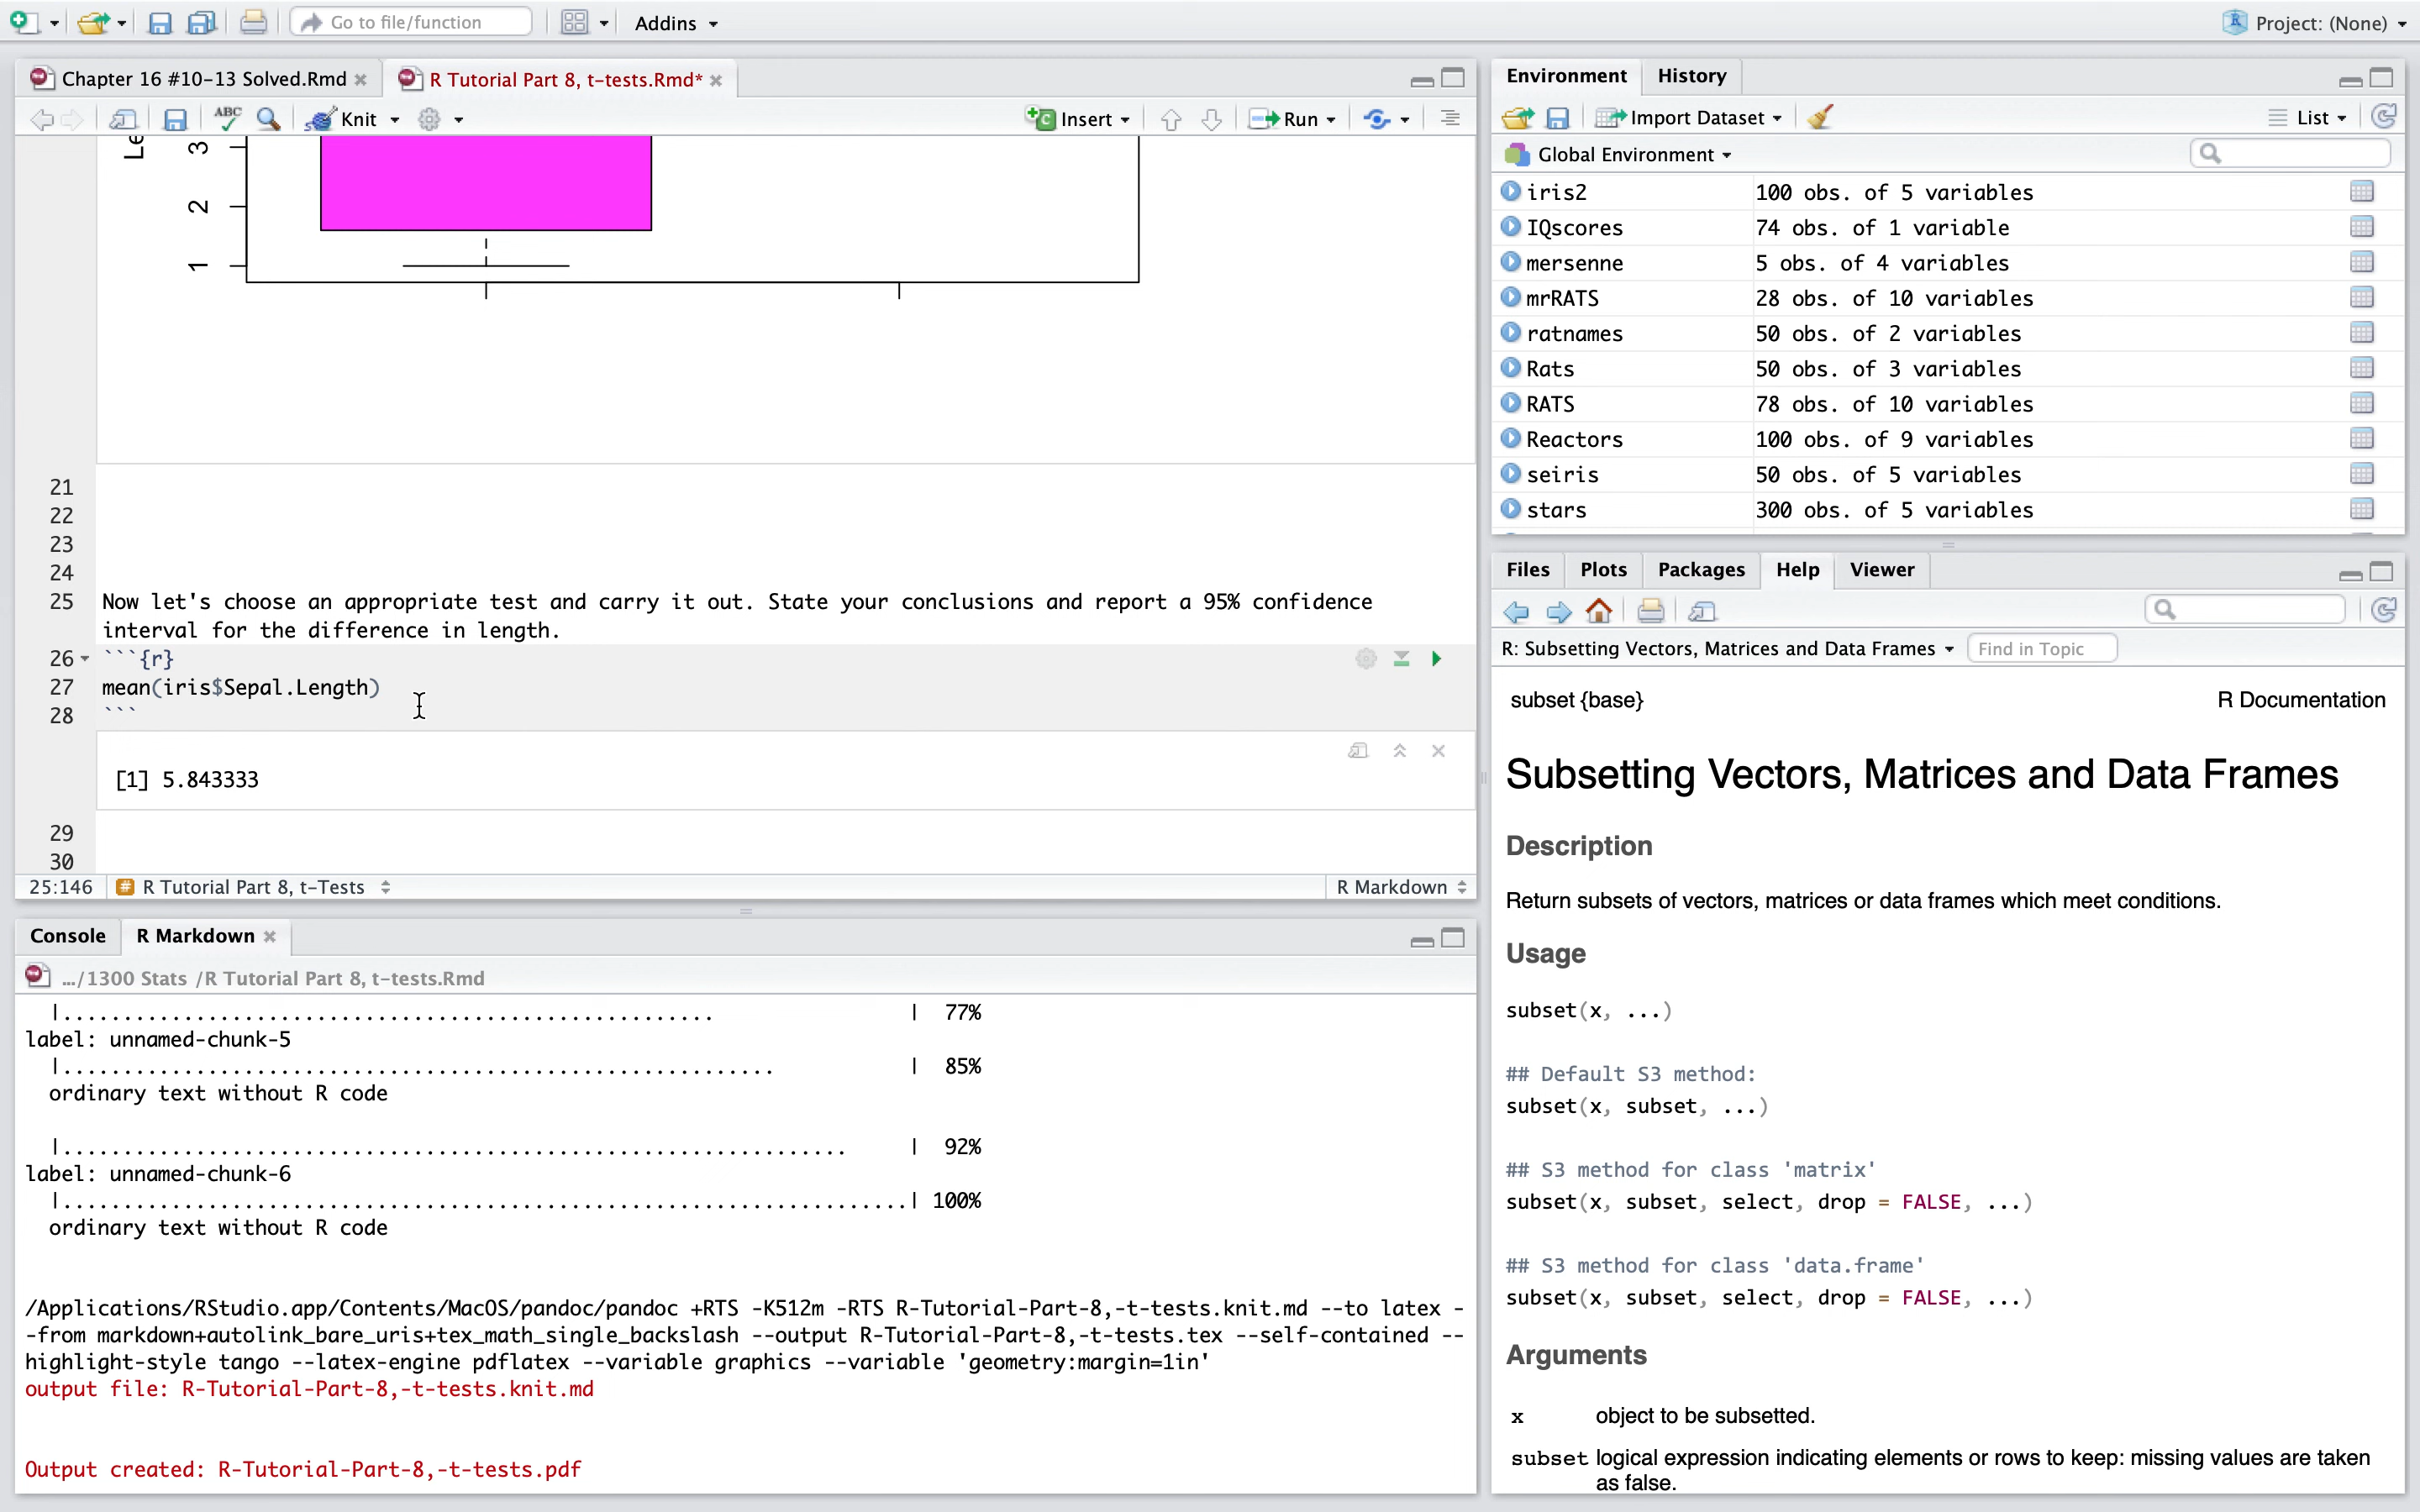 Go to file/function
Addins
Project: (None)
Chapter 16 #10-13 Solved.Rmd
R Tutorial Part 8, t-tests.Rmd*
ABC
Knit
Insert
Run
Le
3
2
1
21
22
23
24
25 Now let's choose an appropriate test and carry it out. State your conclusions and report a 95% confidence
interval for the difference in length.
26 ```{r}
27 mean(iris$Sepal.Length)
28 ```
[1] 5.843333
29
30
25:146 # R Tutorial Part 8, t-Tests R Markdown
Console R Markdown
.../1300 Stats /R Tutorial Part 8, t-tests.Rmd
|....................................................... | 77%
label: unnamed-chunk-5
|............................................................ | 85%
ordinary text without R code
|.................................................................. | 92%
label: unnamed-chunk-6
|.......................................................................| 100%
ordinary text without R code
/Applications/RStudio.app/Contents/MacOS/pandoc/pandoc +RTS -K512m -RTS R-Tutorial-Part-8,-t-tests.knit.md --to latex -
-from markdown+autolink_bare_uris+tex_math_single_backslash --output R-Tutorial-Part-8,-t-tests.tex --self-contained --
highlight-style tango --latex-engine pdflatex --variable graphics --variable 'geometry:margin=1in'
output file: R-Tutorial-Part-8,-t-tests.knit.md
Output created: R-Tutorial-Part-8,-t-tests.pdf
Environment History
Import Dataset List
Global Environment
iris2 100 obs. of 5 variables
IQscores 74 obs. of 1 variable
mersenne 5 obs. of 4 variables
mrRATS 28 obs. of 10 variables
ratnames 50 obs. of 2 variables
Rats 50 obs. of 3 variables
RATS 78 obs. of 10 variables
Reactors 100 obs. of 9 variables
seiris 50 obs. of 5 variables
stars 300 obs. of 5 variables
Files Plots Packages Help Viewer
R: Subsetting Vectors, Matrices and Data Frames Find in Topic
subset {base} R Documentation
Subsetting Vectors, Matrices and Data Frames
Description
Return subsets of vectors, matrices or data frames which meet conditions.
Usage
subset(x, ...)
## Default S3 method:
subset(x, subset, ...)
## S3 method for class 'matrix'
subset(x, subset, select, drop = FALSE, ...)
## S3 method for class 'data.frame'
subset(x, subset, select, drop = FALSE, ...)
Arguments
x object to be subsetted.
subset logical expression indicating elements or rows to keep: missing values are taken
as false.